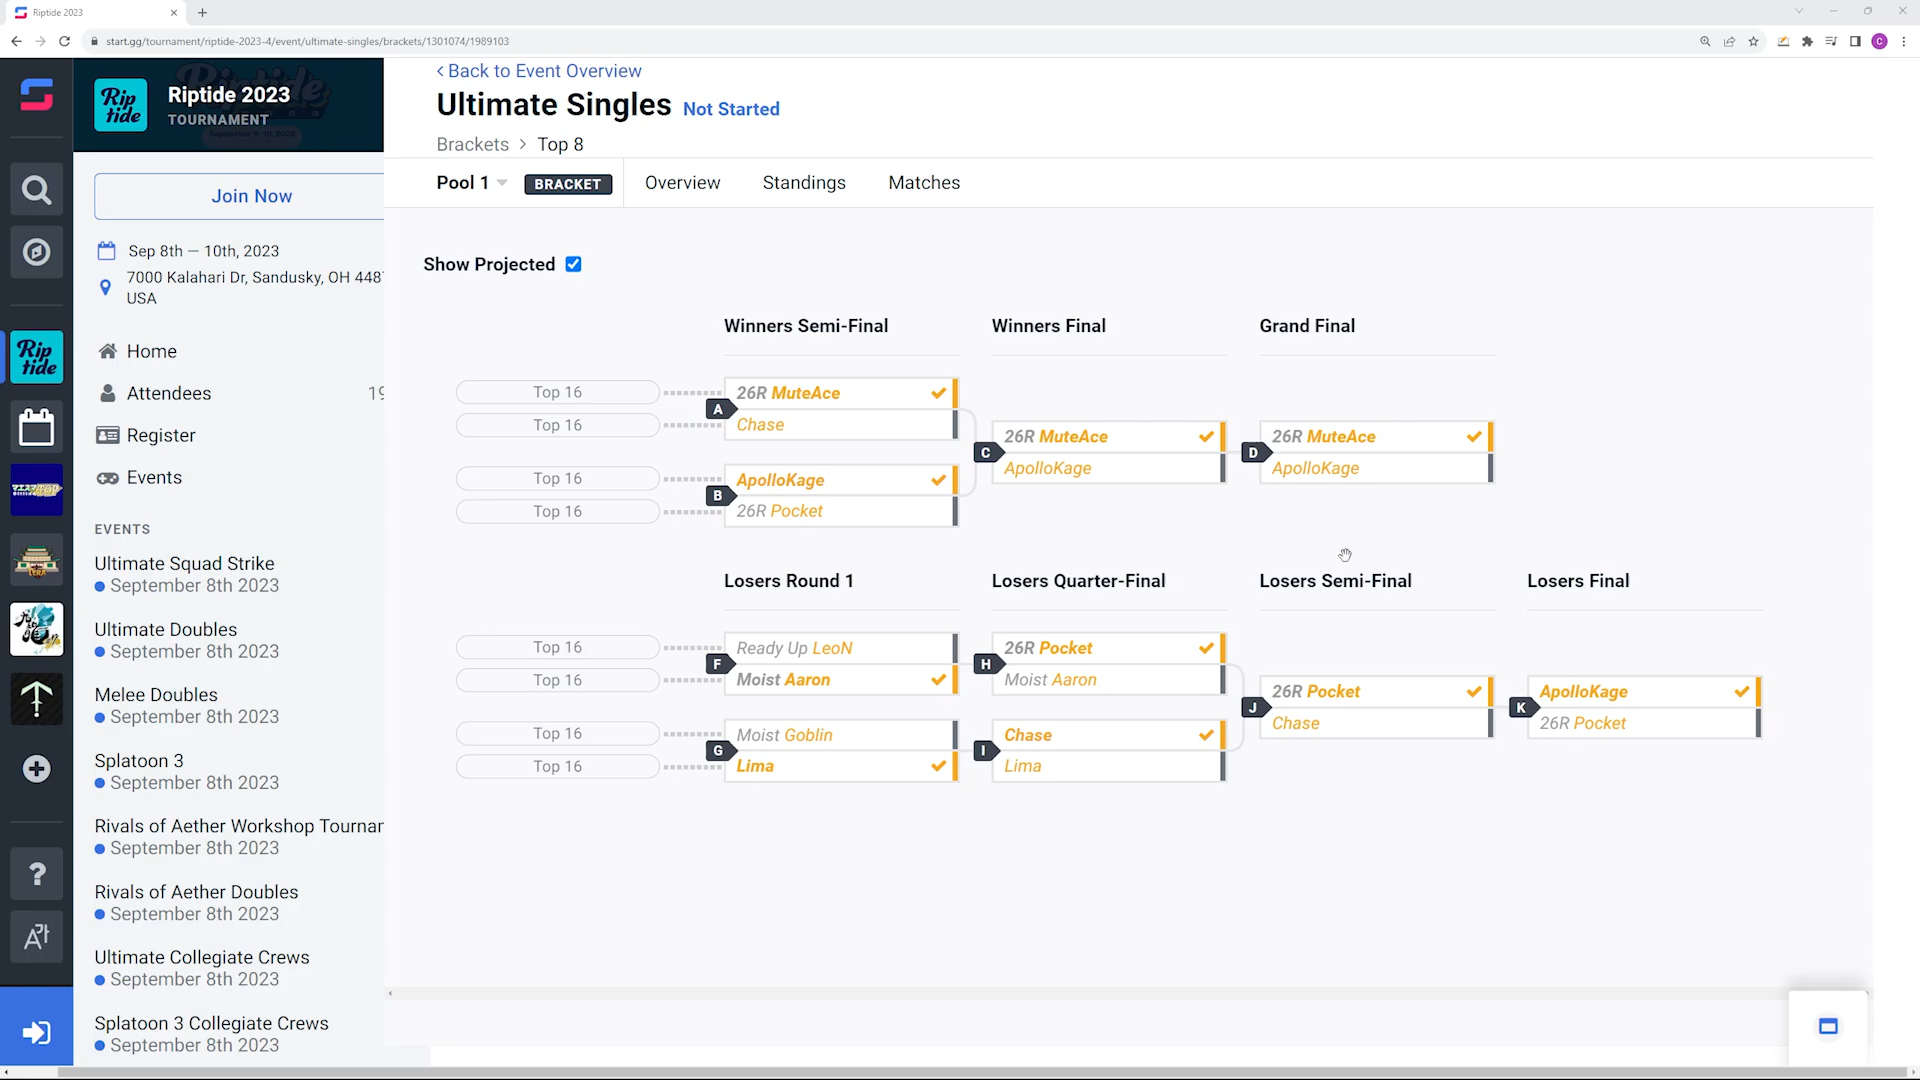 Riptide 2023
start.gg/tournament/riptide-2023-4/event/ultimate-singles/brackets/1301074/1989103
C
Rip
tide
Riptide 2023
TOURNAMENT
Join Now
Sep 8th — 10th, 2023
7000 Kalahari Dr, Sandusky, OH 448
USA
Home
Attendees 19
Register
Events
EVENTS
Ultimate Squad Strike
September 8th 2023
Ultimate Doubles
September 8th 2023
Melee Doubles
September 8th 2023
Splatoon 3
September 8th 2023
Rivals of Aether Workshop Tournar
September 8th 2023
Rivals of Aether Doubles
September 8th 2023
Ultimate Collegiate Crews
September 8th 2023
Splatoon 3 Collegiate Crews
September 8th 2023
Rip
tide
Back to Event Overview
Ultimate Singles Not Started
Brackets > Top 8
Pool 1 BRACKET Overview Standings Matches
Show Projected
Winners Semi-Final Winners Final Grand Final
Top 16
Top 16
A
26R MuteAce
Chase
Top 16
Top 16
B
ApolloKage
26R Pocket
C
26R MuteAce
ApolloKage
D
26R MuteAce
ApolloKage
Losers Round 1 Losers Quarter-Final Losers Semi-Final Losers Final
Top 16
Top 16
F
Ready Up LeoN
Moist Aaron
Top 16
Top 16
G
Moist Goblin
Lima
H
26R Pocket
Moist Aaron
I
Chase
Lima
J
26R Pocket
Chase
K
ApolloKage
26R Pocket